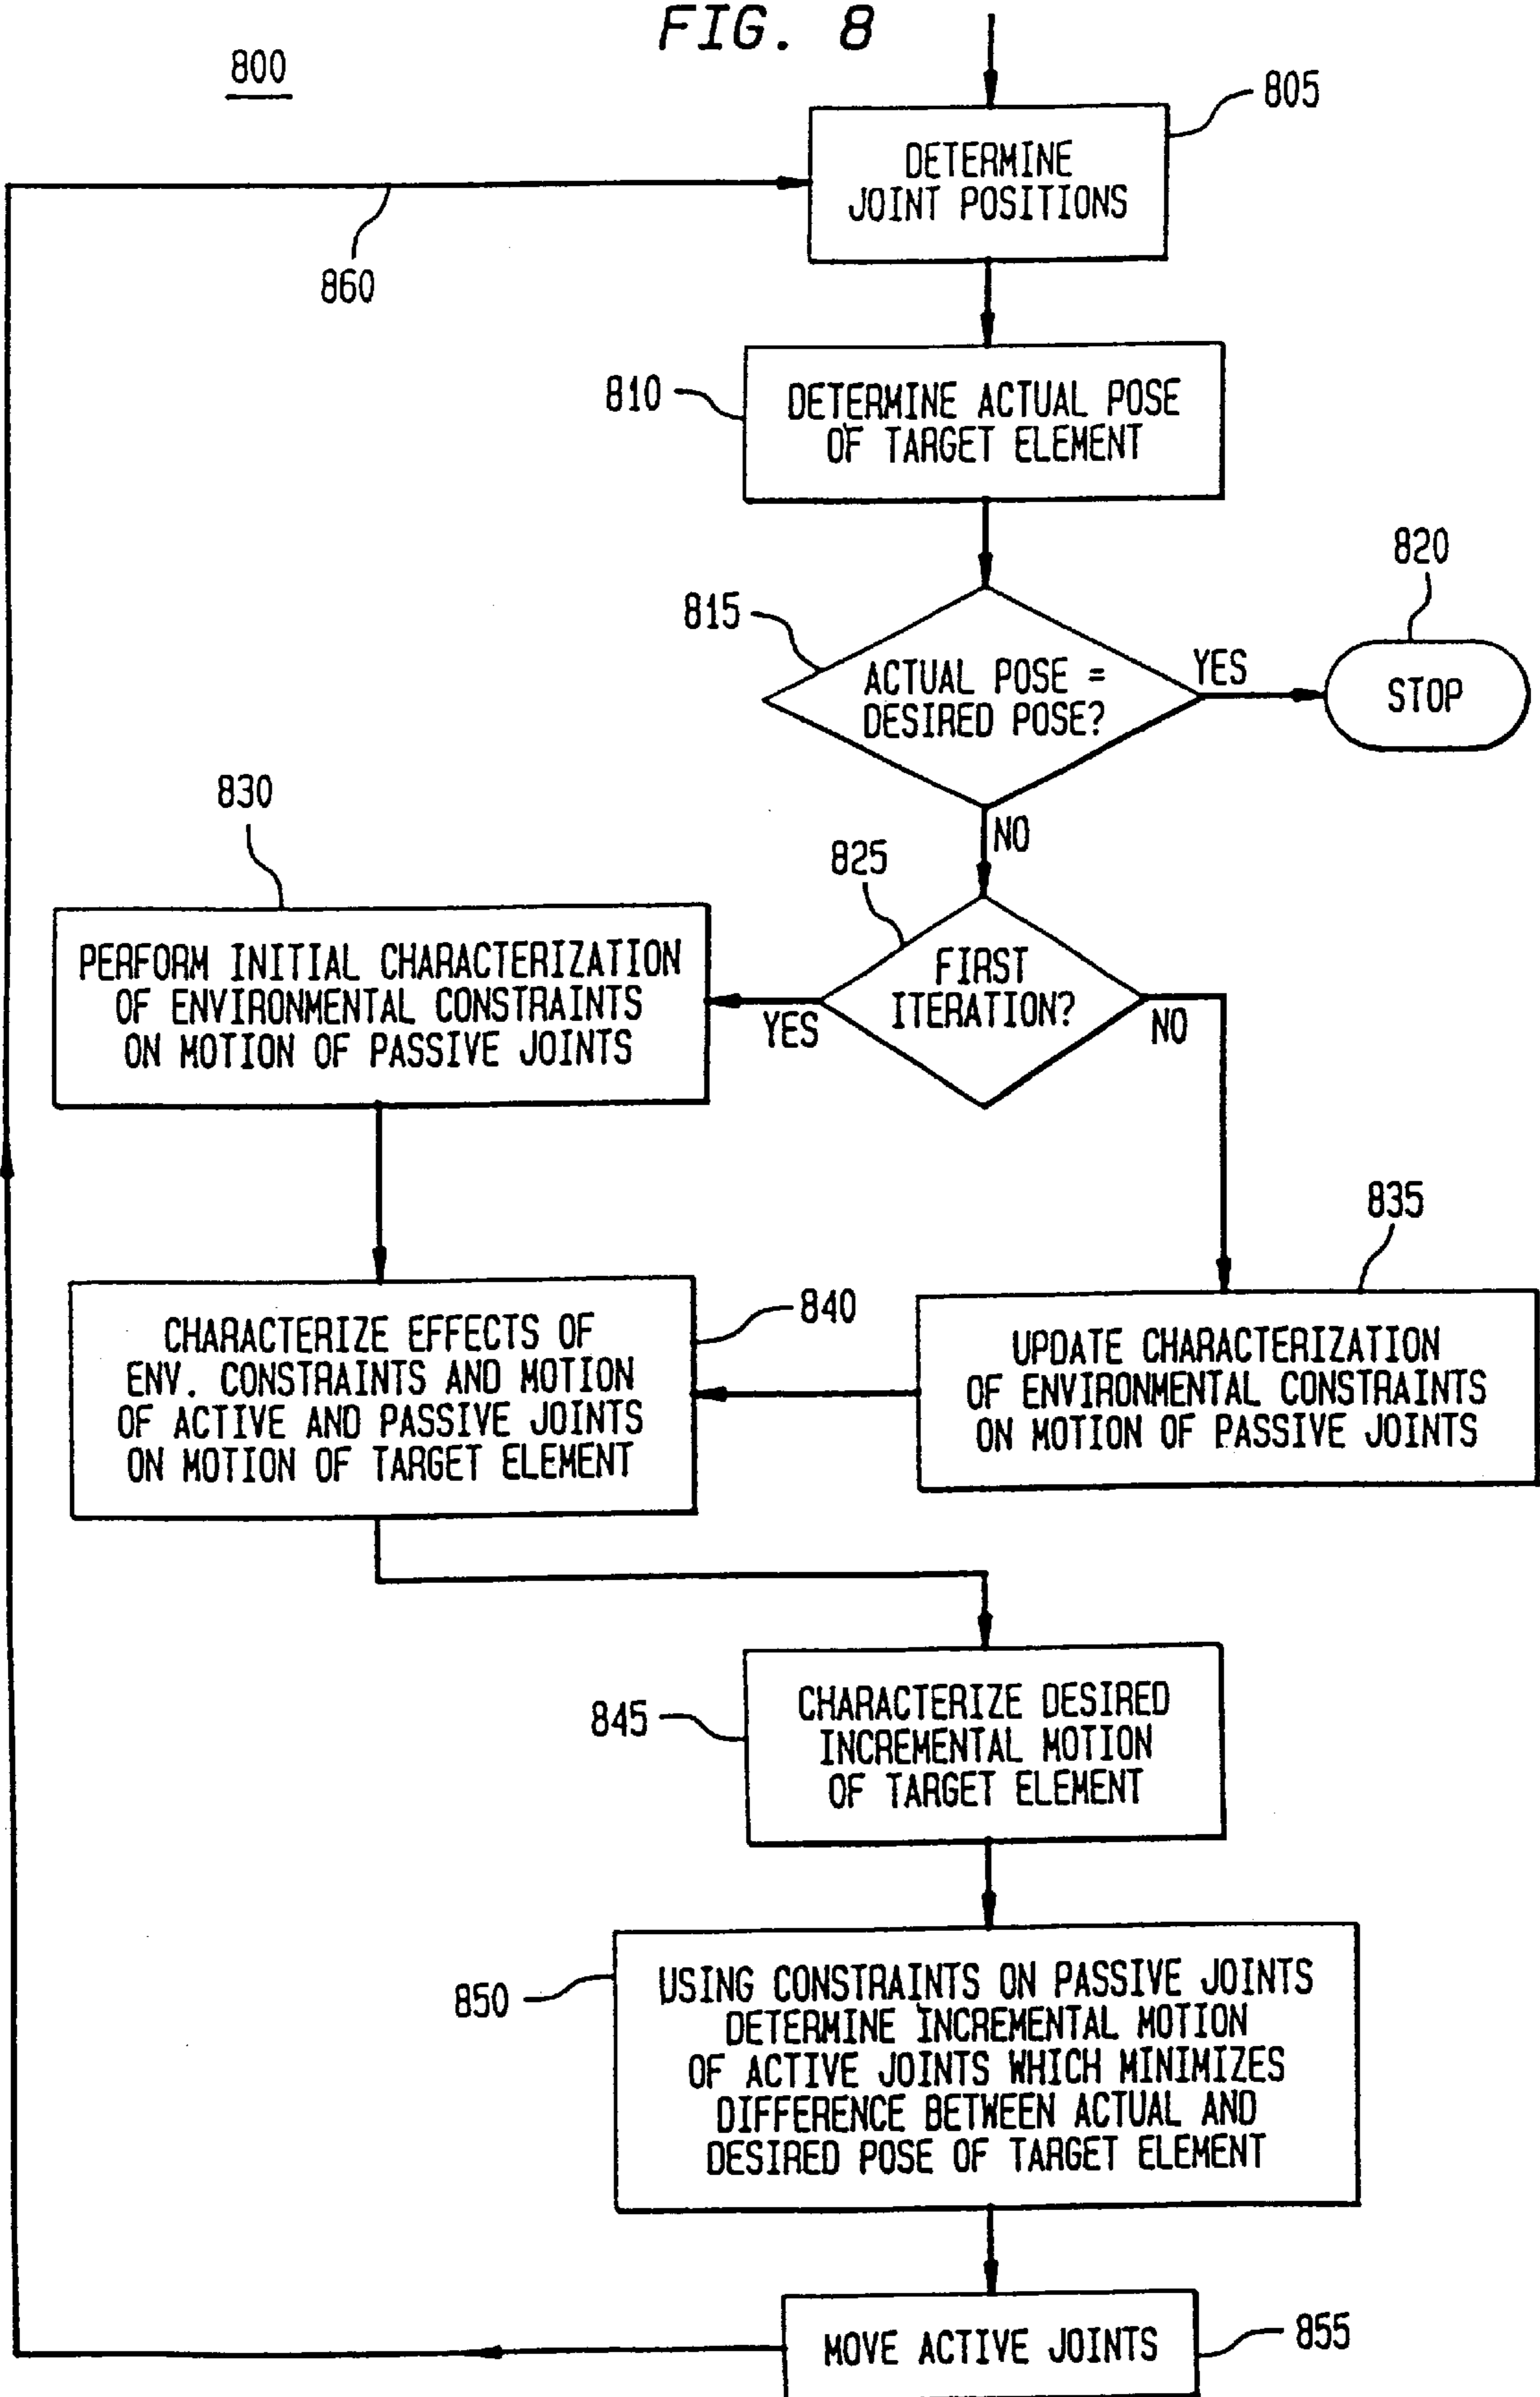 FIG. 8
800
805
DETERMINE
JOINT POSITIONS
860
810
DETERMINE ACTUAL POSE
OF TARGET ELEMENT
820
815
ACTUAL POSE =
DESIRED POSE?
YES
STOP
NO
830
825
PERFORM INITIAL CHARACTERIZATION
OF ENVIRONMENTAL CONSTRAINTS
ON MOTION OF PASSIVE JOINTS
FIRST
ITERATION?
YES
NO
835
840
CHARACTERIZE EFFECTS OF
ENV. CONSTRAINTS AND MOTION
OF ACTIVE AND PASSIVE JOINTS
ON MOTION OF TARGET ELEMENT
UPDATE CHARACTERIZATION
OF ENVIRONMENTAL CONSTRAINTS
ON MOTION OF PASSIVE JOINTS
845
CHARACTERIZE DESIRED
INCREMENTAL MOTION
OF TARGET ELEMENT
850
USING CONSTRAINTS ON PASSIVE JOINTS
DETERMINE INCREMENTAL MOTION
OF ACTIVE JOINTS WHICH MINIMIZES
DIFFERENCE BETWEEN ACTUAL AND
DESIRED POSE OF TARGET ELEMENT
MOVE ACTIVE JOINTS
855